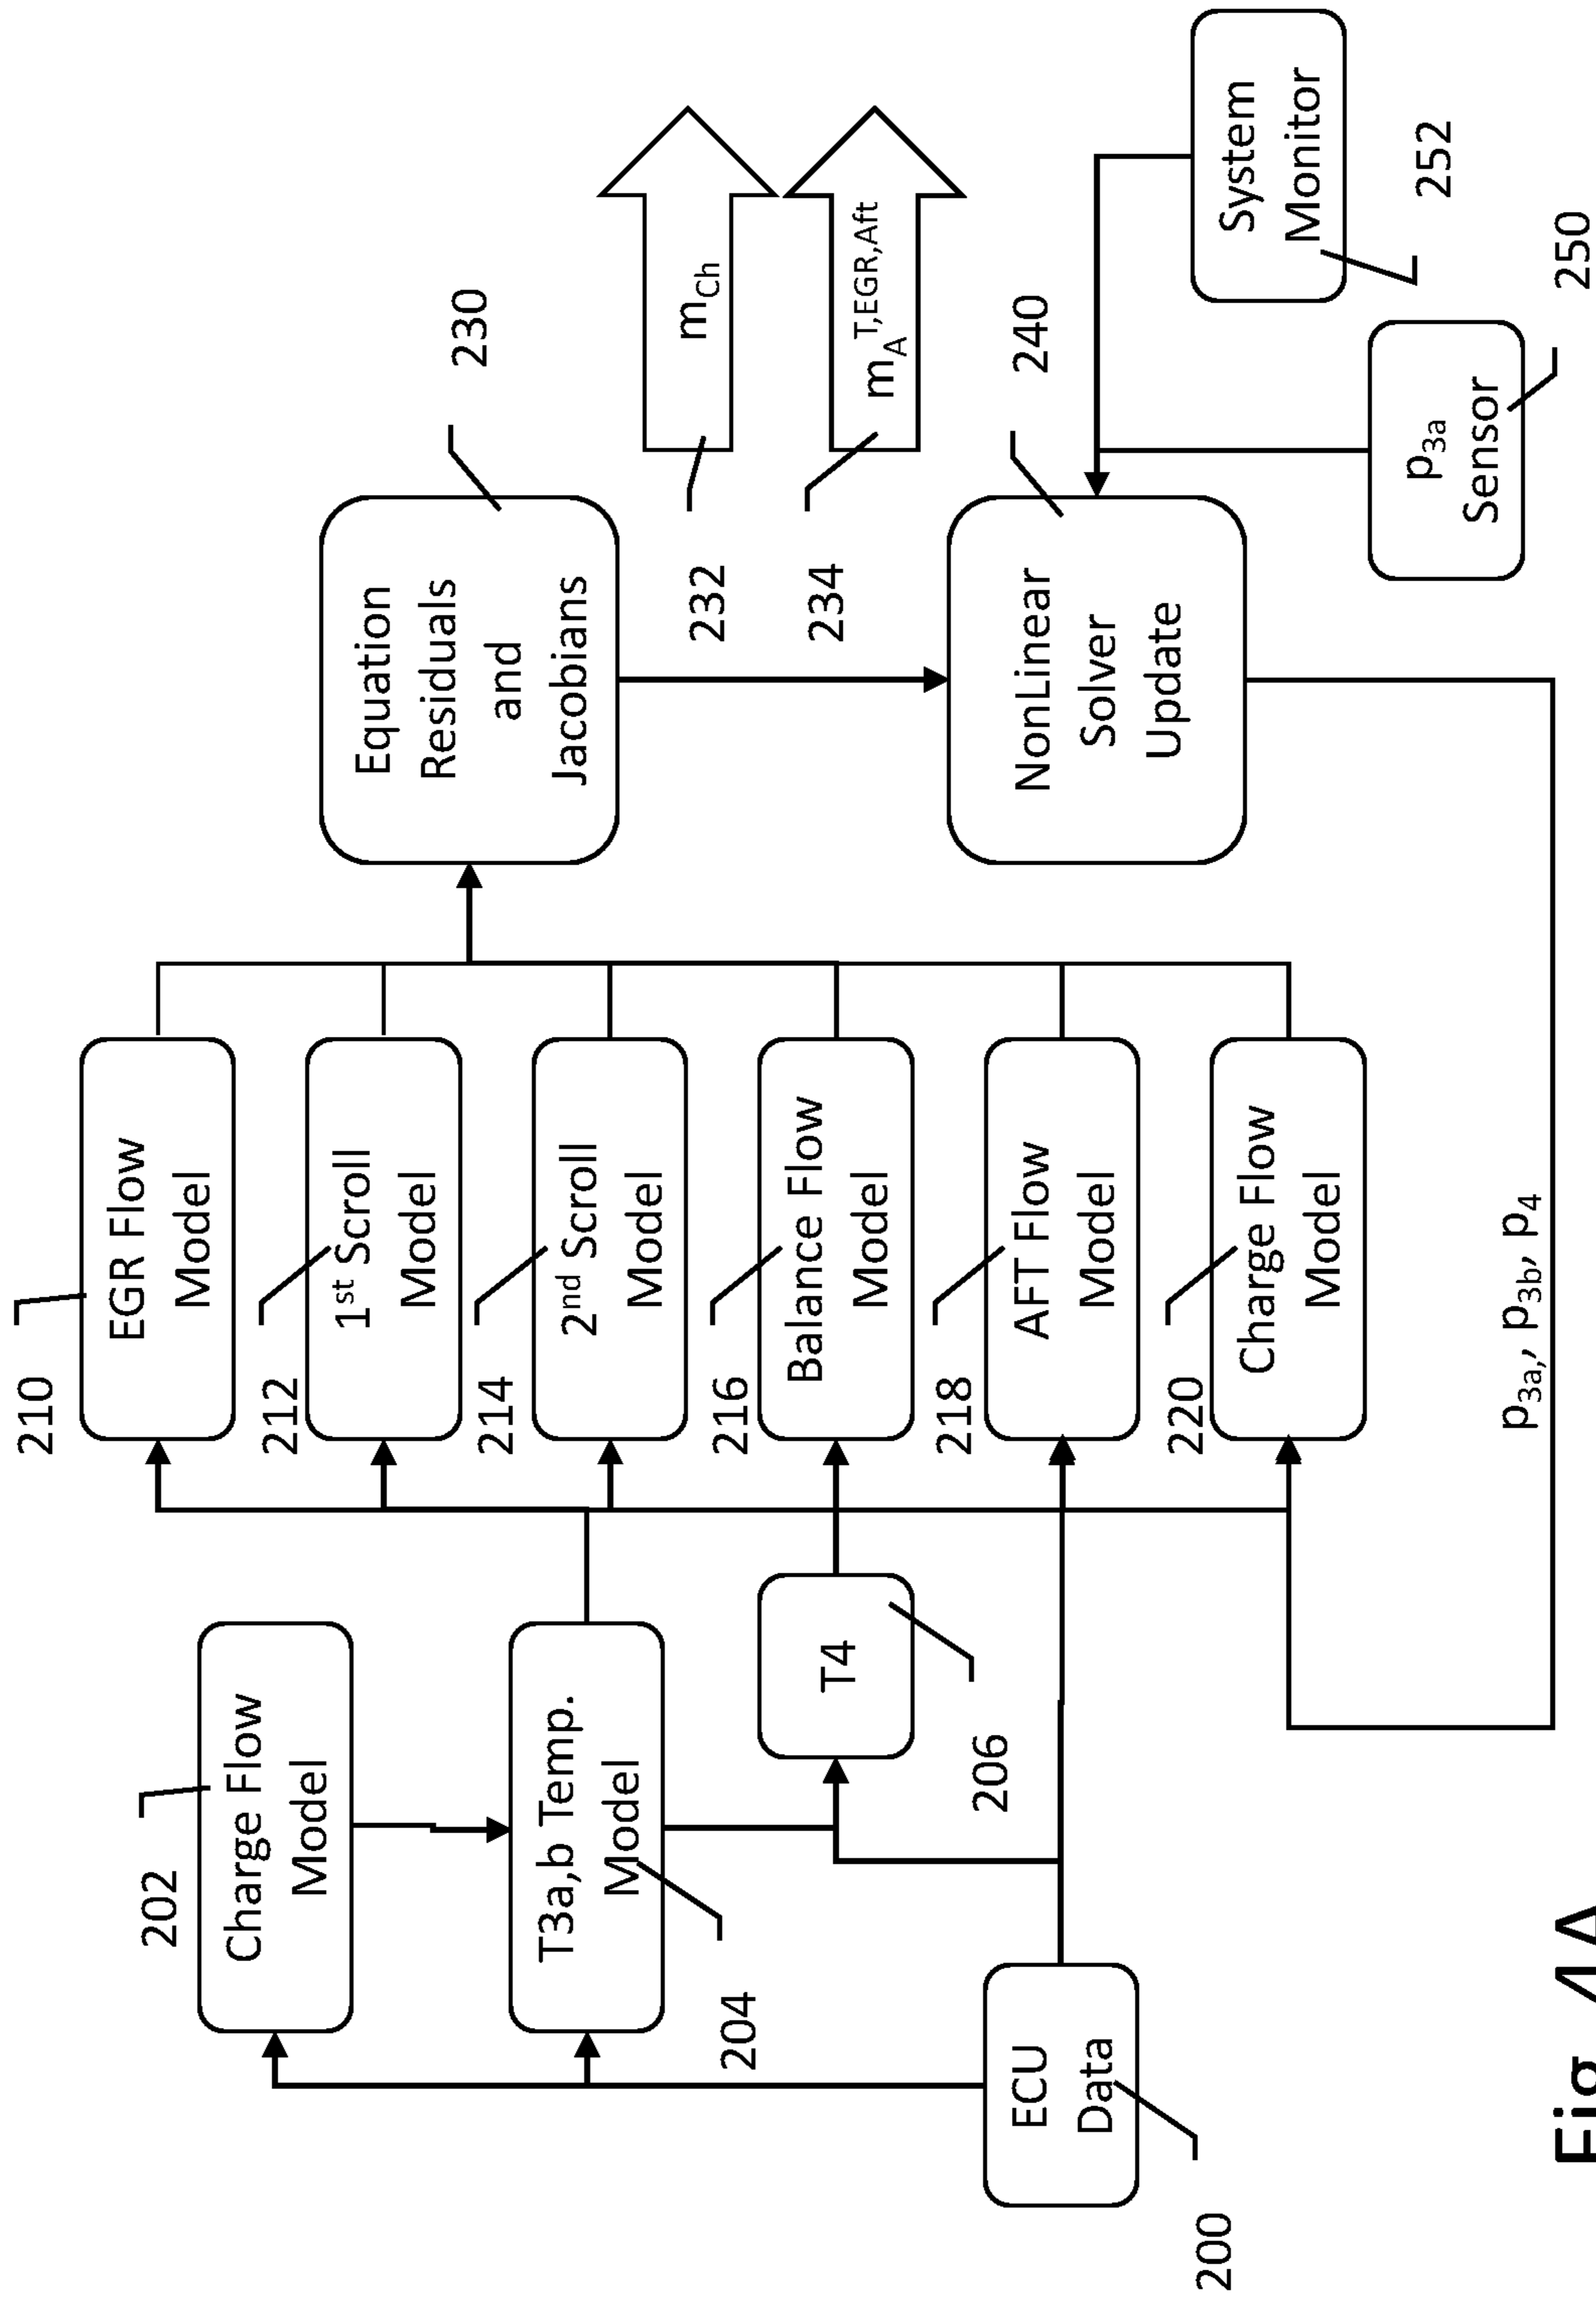 210
EGR Flow
Model
212
1st Scroll
Model
214
2nd Scroll
Model
216
Balance Flow
Model
218
AFT Flow
Model
220
Charge Flow
Model
202
Charge Flow
Model
204
T3a,b Temp.
Model
206
T4
200
ECU
Data
230
Equation
Residuals
and
Jacobians
232
mCh
234
mA T,EGR,Aft
240
NonLinear
Solver
Update
250
p3a
Sensor
252
System
Monitor
p3a,, p3b, p4
Fig. 4A